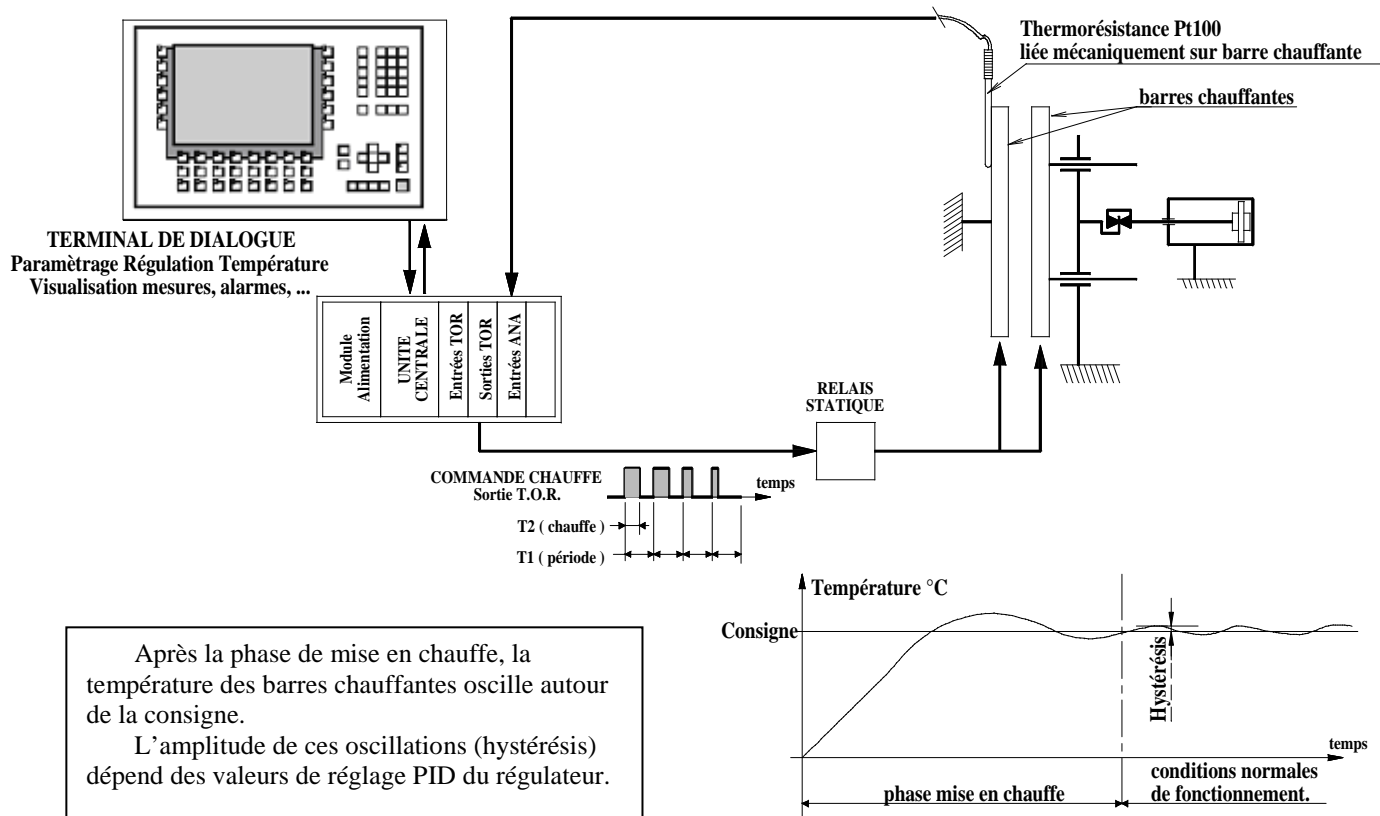 Thermorésistance Pt100
liée mécaniquement sur barre chauffante
barres chauffantes
TERMINAL DE DIALOGUE
Paramètrage Régulation Température
Visualisation mesures, alarmes, ...
Module
Alimentation
UNITE
CENTRALE
Entrées TOR
Sorties TOR
Entrées ANA
RELAIS
STATIQUE
COMMANDE CHAUFFE
Sortie T.O.R.
temps
T2 ( chauffe )
T1 ( période )
Après la phase de mise en chauffe, la
température des barres chauffantes oscille autour
de la consigne.
L'amplitude de ces oscillations (hystérésis)
dépend des valeurs de réglage PID du régulateur.
Température °C
Consigne
Hystérésis
temps
phase mise en chauffe
conditions normales
de fonctionnement.